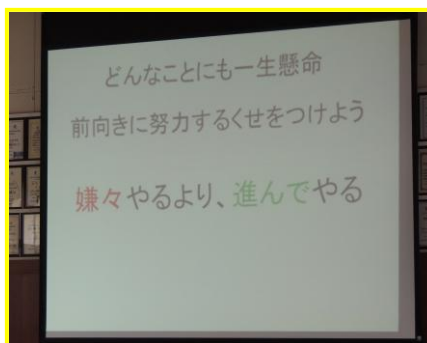 どんなことにも一生懸命
前向きに努力するくせをつけよう
嫌々やるより、進んでやる